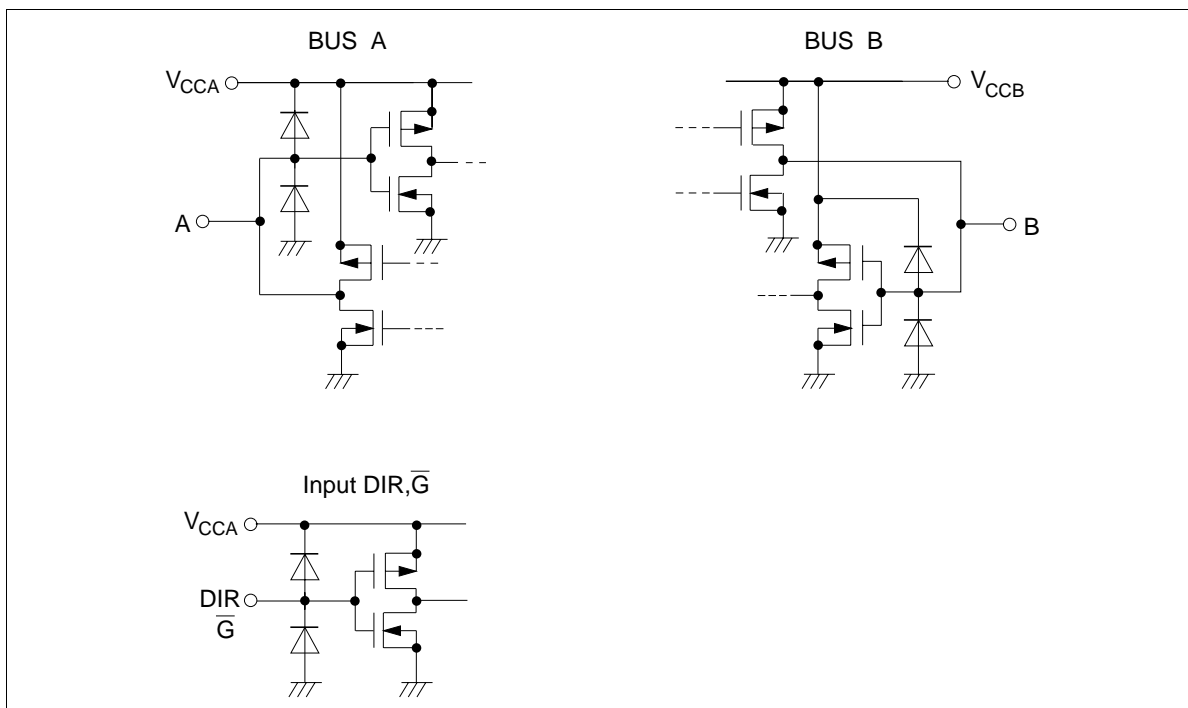 BUS A
BUS B
VCCA
VCCB
A
B
Input DIR,G̅
VCCA
DIR
G̅